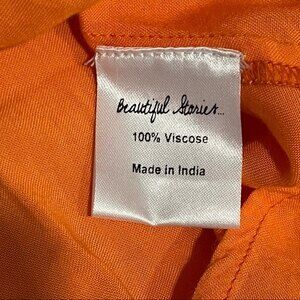 Beautiful Stories...
100% Viscose
Made in India